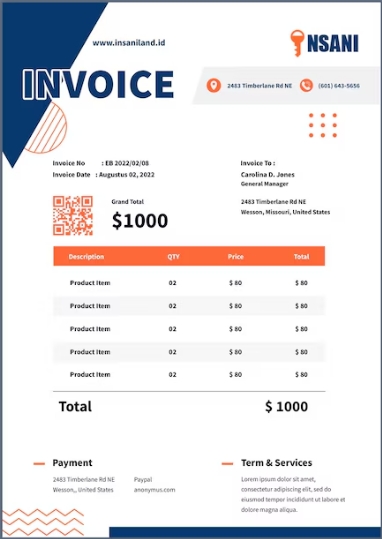 www.insaniland.id
INSANI
INVOICE
2483 Timberlane Rd NE
(601) 643-5656
Invoice No : EB 2022/02/08
Invoice Date : Augustus 02, 2022
Invoice To :
Carolina D. Jones
General Manager
Grand Total
$1000
2483 Timberlane Rd NE
Wesson, Missouri, United States
Description QTY Price Total
Product Item 02 $ 80 $ 80
Product Item 02 $ 80 $ 80
Product Item 02 $ 80 $ 80
Product Item 02 $ 80 $ 80
Product Item 02 $ 80 $ 80
Total $ 1000
Payment
2483 Timberlane Rd NE
Wesson,, United States
Paypal
anonymus.com
Term & Services
Lorem ipsum dolor sit amet,
consectetur adipiscing elit, sed do
eiusmod tempor incididunt ut labore et
dolore magna aliqua.